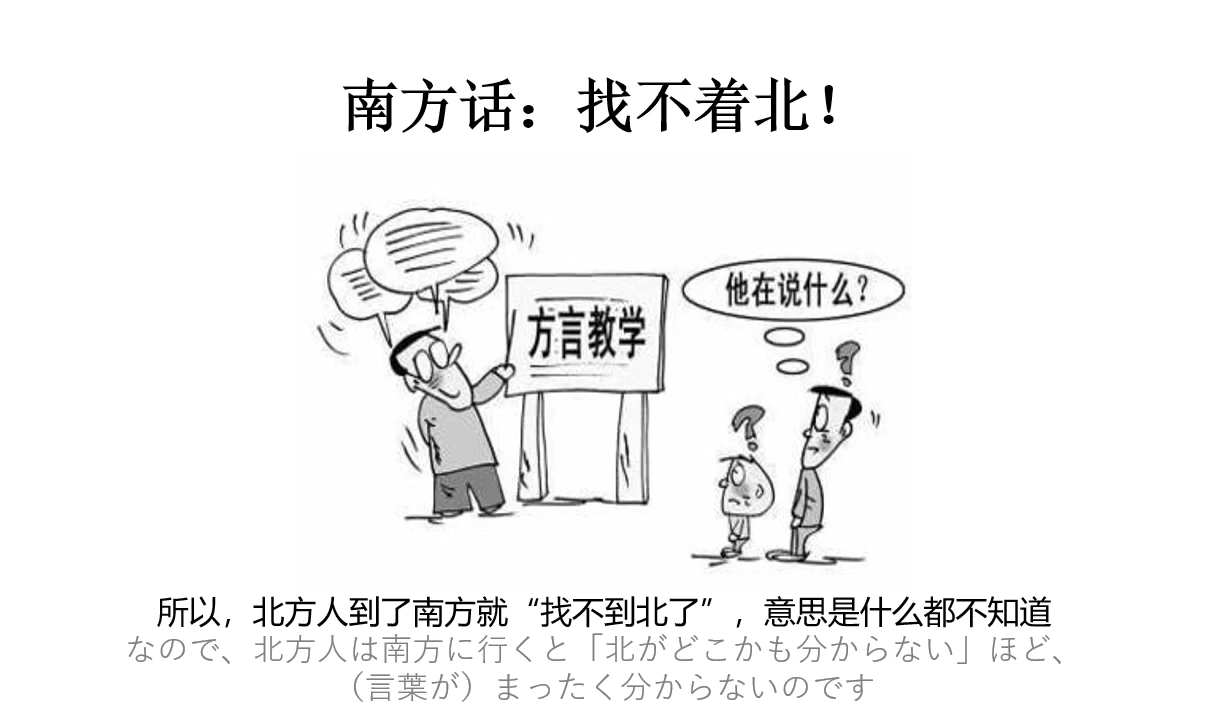 南方话：找不着北！
方言教学
他在说什么？
所以，北方人到了南方就“找不到北了”，意思是什么都不知道
なので、北方人は南方に行くと「北がどこかも分からない」ほど、
（言葉が）まったく分からないのです